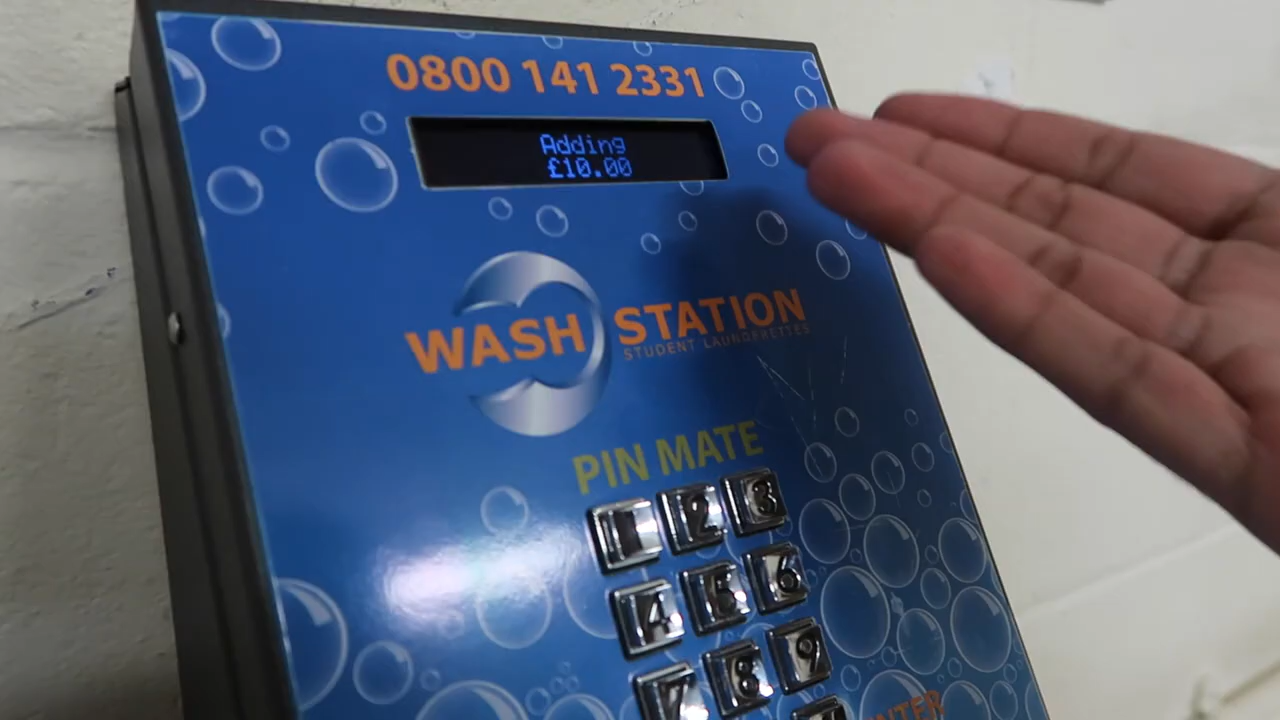 0800 141 2331
Adding
£10.00
WASH STATION
STUDENT LAUNDRETTES
PIN MATE
1 2 3
4 5 6
7 8 9